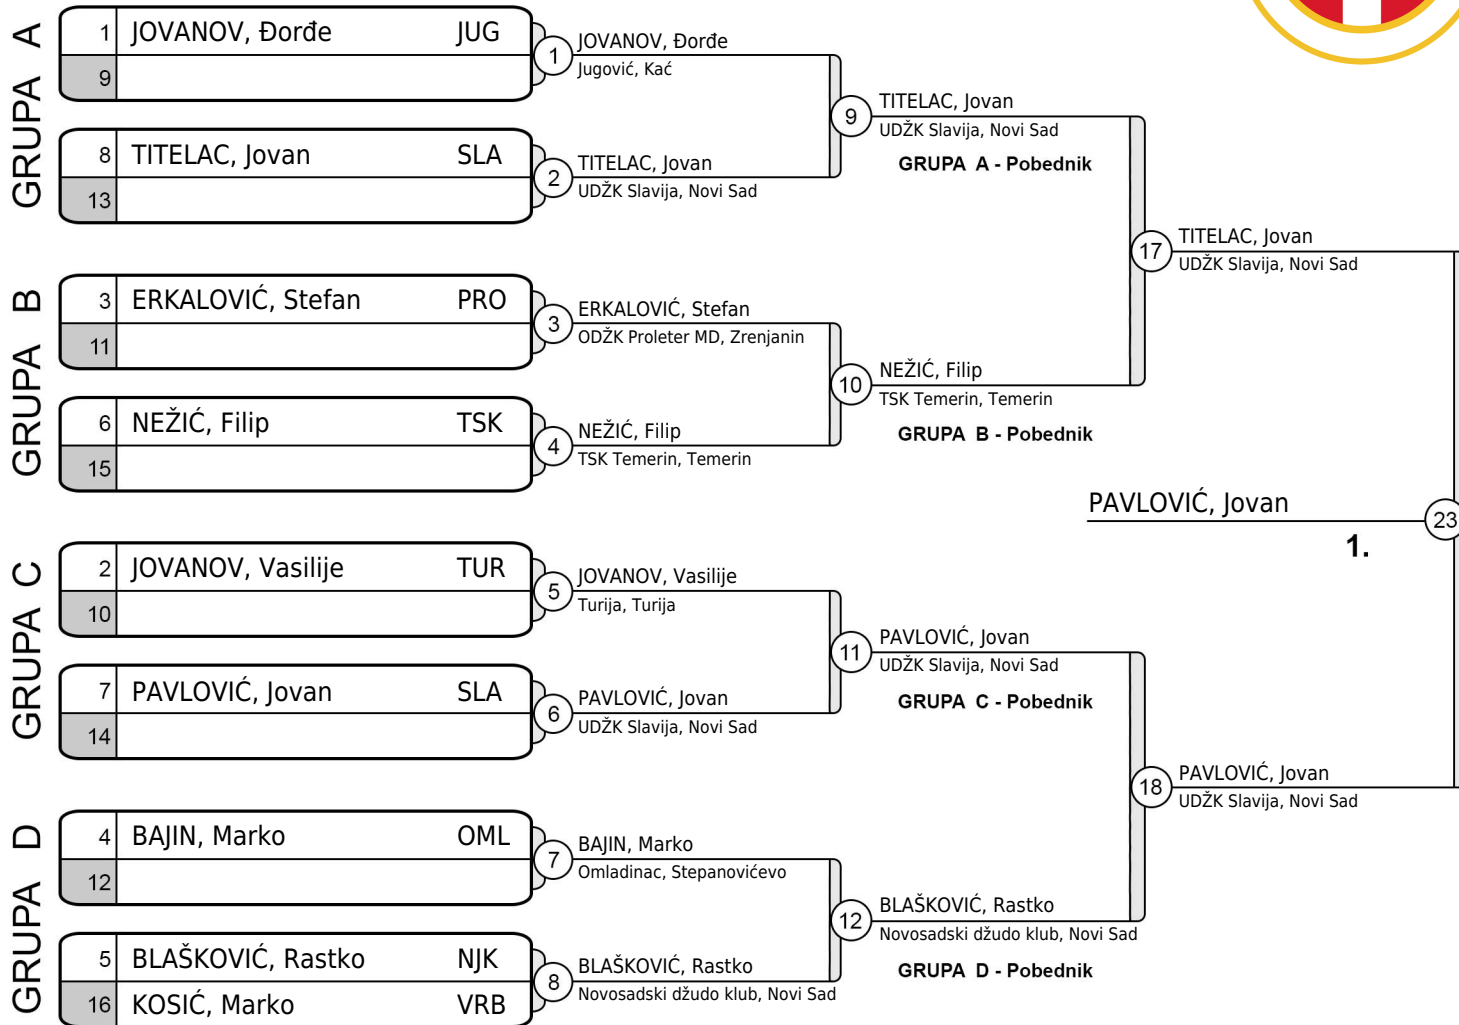 GRUPA A
1 JOVANOV, Đorđe JUG
9
8 TITELAC, Jovan SLA
13
1
JOVANOV, Đorđe
Jugović, Kać
2
TITELAC, Jovan
UDŽK Slavija, Novi Sad
9
TITELAC, Jovan
UDŽK Slavija, Novi Sad
GRUPA A - Pobednik
GRUPA B
3 ERKALOVIĆ, Stefan PRO
11
6 NEŽIĆ, Filip TSK
15
3
ERKALOVIĆ, Stefan
ODŽK Proleter MD, Zrenjanin
4
NEŽIĆ, Filip
TSK Temerin, Temerin
10
NEŽIĆ, Filip
TSK Temerin, Temerin
GRUPA B - Pobednik
17
TITELAC, Jovan
UDŽK Slavija, Novi Sad
PAVLOVIĆ, Jovan
23
1.
GRUPA C
2 JOVANOV, Vasilije TUR
10
7 PAVLOVIĆ, Jovan SLA
14
5
JOVANOV, Vasilije
Turija, Turija
6
PAVLOVIĆ, Jovan
UDŽK Slavija, Novi Sad
11
PAVLOVIĆ, Jovan
UDŽK Slavija, Novi Sad
GRUPA C - Pobednik
GRUPA D
4 BAJIN, Marko OML
12
5 BLAŠKOVIĆ, Rastko NJK
16 KOSIĆ, Marko VRB
7
BAJIN, Marko
Omladinac, Stepanovićevo
8
BLAŠKOVIĆ, Rastko
Novosadski džudo klub, Novi Sad
12
BLAŠKOVIĆ, Rastko
Novosadski džudo klub, Novi Sad
GRUPA D - Pobednik
18
PAVLOVIĆ, Jovan
UDŽK Slavija, Novi Sad